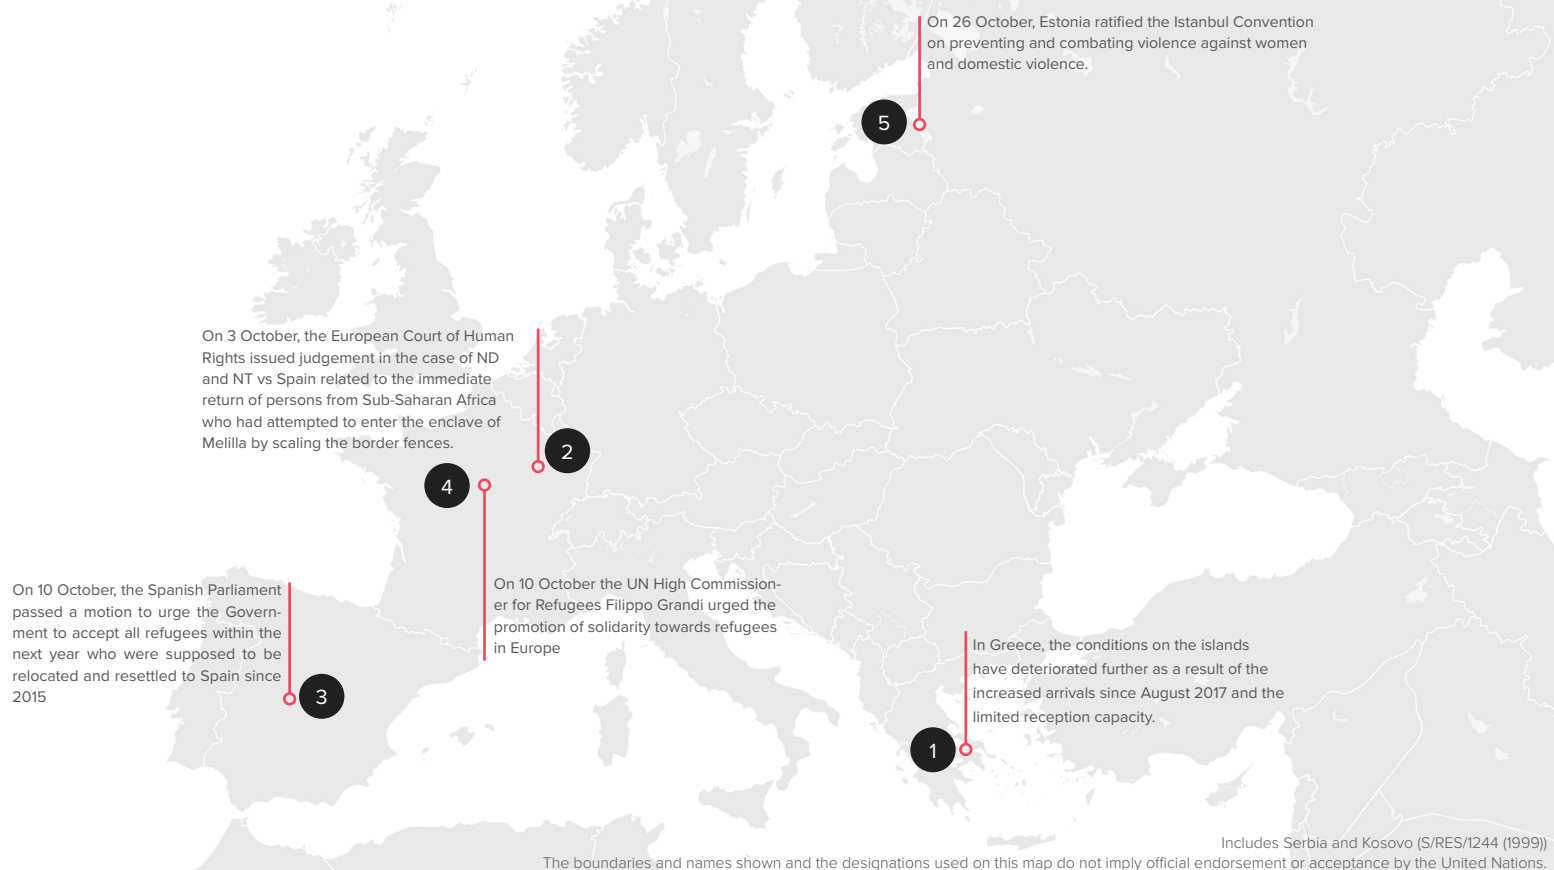 On 26 October, Estonia ratified the Istanbul Convention
on preventing and combating violence against women
and domestic violence.
5
On 3 October, the European Court of Human
Rights issued judgement in the case of ND
and NT vs Spain related to the immediate
return of persons from Sub-Saharan Africa
who had attempted to enter the enclave of
Melilla by scaling the border fences.
2
4
On 10 October, the Spanish Parliament
passed a motion to urge the Govern-
ment to accept all refugees within the
next year who were supposed to be
relocated and resettled to Spain since
2015
3
On 10 October the UN High Commission-
er for Refugees Filippo Grandi urged the
promotion of solidarity towards refugees
in Europe
In Greece, the conditions on the islands
have deteriorated further as a result of the
increased arrivals since August 2017 and the
limited reception capacity.
1
Includes Serbia and Kosovo (S/RES/1244 (1999))
The boundaries and names shown and the designations used on this map do not imply official endorsement or acceptance by the United Nations.